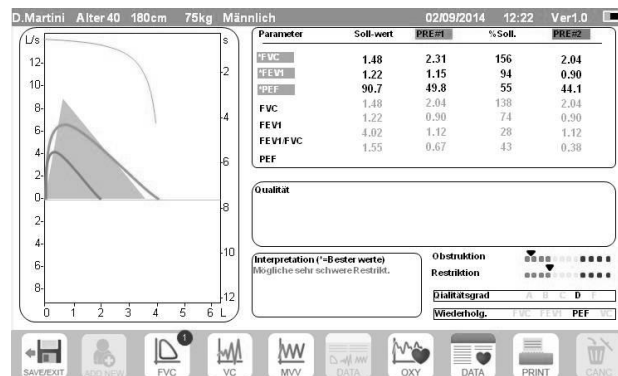 D.Martini Alter 40 180cm 75kg Männlich 02/09/2014 12:22 Ver1.0
L/s s
Parameter Soll-wert PRE#1 %Soll. PRE#2
*FVC 1.48 2.31 156 2.04
*FEV1 1.22 1.15 94 0.90
*PEF 90.7 49.8 55 44.1
FVC 1.48 2.04 138 2.04
FEV1 1.22 0.90 74 0.90
FEV1/FVC 4.02 1.12 28 1.12
PEF 1.55 0.67 43 0.38
12
10
8
6
4
2
0
2
4
6
8
2
4
6
8
10
12
0 1 2 3 4 5 6 L
Qualität
Interpretation (*=Bester werte)
Mögliche sehr schwere Restrikt.
Obstruktion
Restriktion
Qialitätsgrad A B C D F
Wiederholg. FVC FEV1 PEF VC
1
SAVE/EXIT ADD NEW FVC VC MVV DATA OXY DATA PRINT CANC